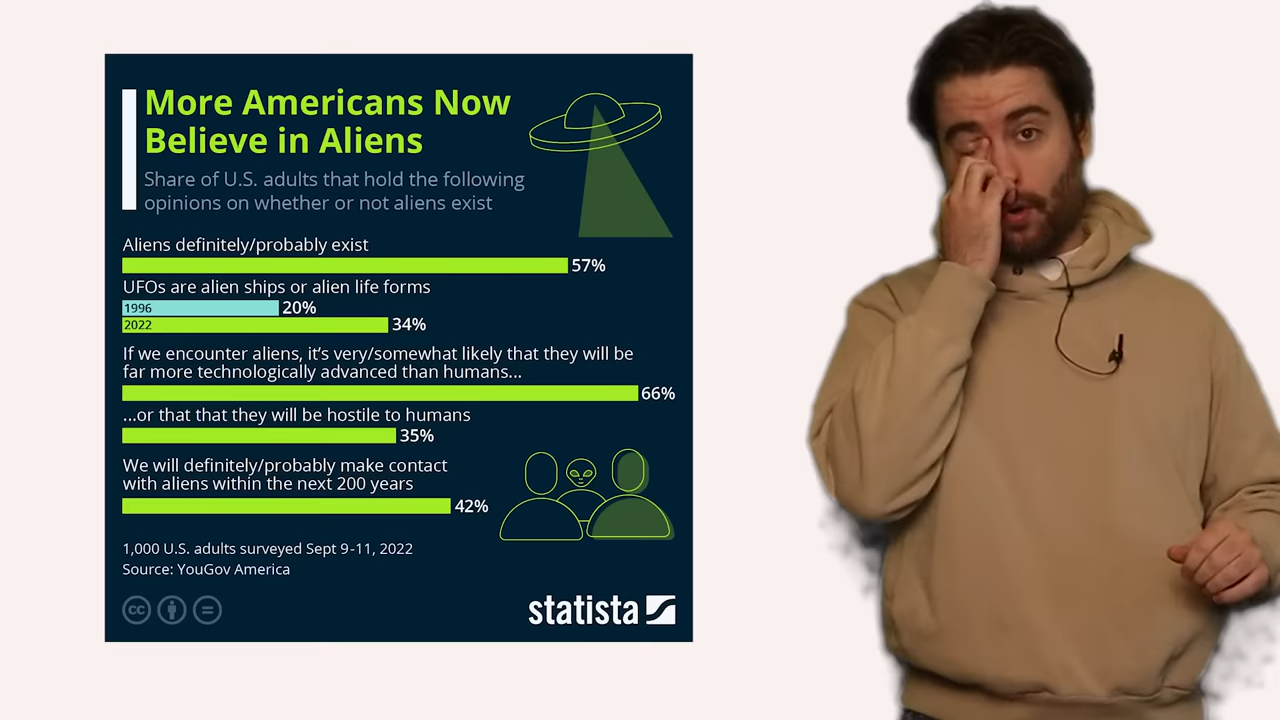 More Americans Now
Believe in Aliens
Share of U.S. adults that hold the following
opinions on whether or not aliens exist
Aliens definitely/probably exist
57%
UFOs are alien ships or alien life forms
1996 20%
2022 34%
If we encounter aliens, it's very/somewhat likely that they will be
far more technologically advanced than humans...
66%
...or that that they will be hostile to humans
35%
We will definitely/probably make contact
with aliens within the next 200 years
42%
1,000 U.S. adults surveyed Sept 9-11, 2022
Source: YouGov America
cc
statista